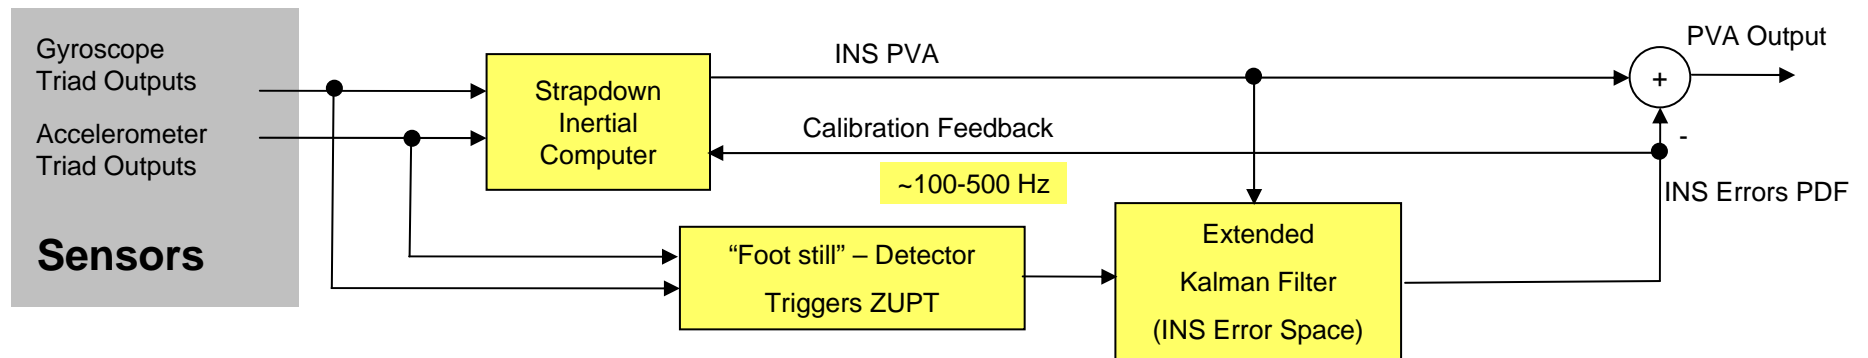 Gyroscope
Triad Outputs
Accelerometer
Triad Outputs
Sensors
Strapdown
Inertial
Computer
INS PVA
Calibration Feedback
~100-500 Hz
“Foot still” – Detector
Triggers ZUPT
Extended
Kalman Filter
(INS Error Space)
PVA Output
+
-
INS Errors PDF